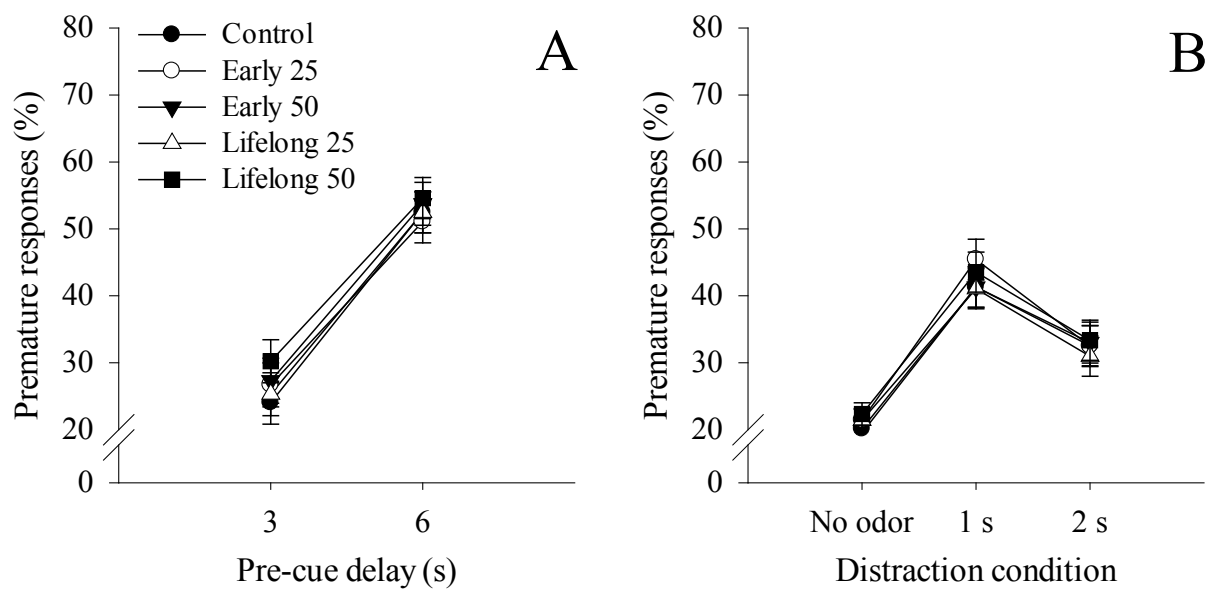 A
Premature responses (%)
80
70
60
50
40
30
20
0
Control
Early 25
Early 50
Lifelong 25
Lifelong 50
3 6
Pre-cue delay (s)
B
Premature responses (%)
80
70
60
50
40
30
20
0
No odor 1 s 2 s
Distraction condition